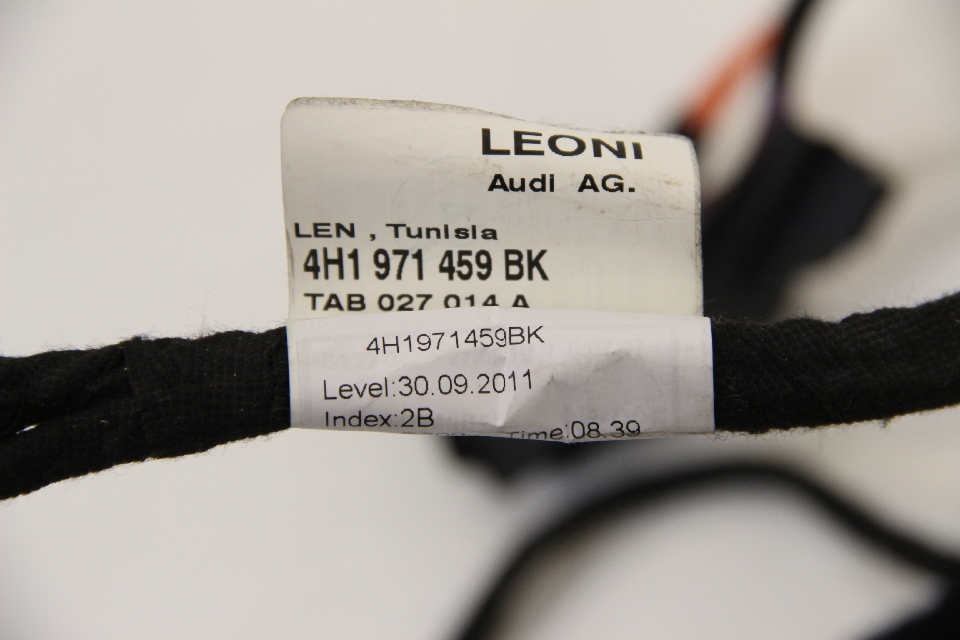 LEONI
Audi AG.
LEN , Tunisia
4H1 971 459 BK
TAB 027 014 A
4H1971459BK
Level:30.09.2011
Index:2B
Time:08.39